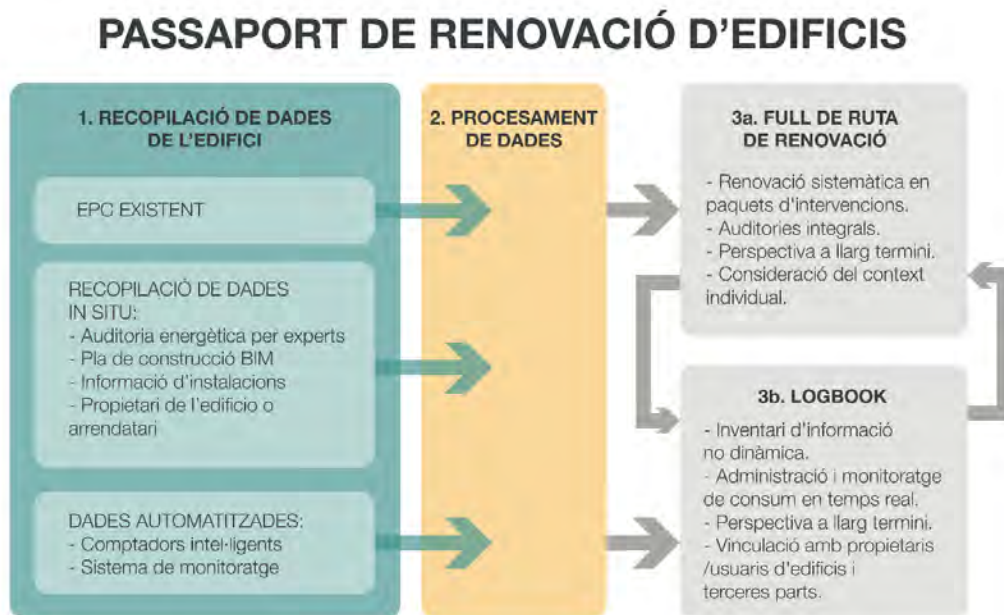 PASSAPORT DE RENOVACIÓ D'EDIFICIS
1. RECOPILACIÓ DE DADES
DE L'EDIFICI
EPC EXISTENT
RECOPILACIÓ DE DADES
IN SITU:
- Auditoria energètica per experts
- Pla de construcció BIM
- Informació d'instalacions
- Propietari de l'edificio o
arrendatari
DADES AUTOMATITZADES:
- Comptadors intel·ligents
- Sistema de monitoratge
2. PROCESAMENT
DE DADES
3a. FULL DE RUTA
DE RENOVACIÓ
- Renovació sistemàtica en
paquets d'intervencions.
- Auditories integrals.
- Perspectiva a llarg termini.
- Consideració del context
individual.
3b. LOGBOOK
- Inventari d'informació
no dinàmica.
- Administració i monitoratge
de consum en temps real.
- Perspectiva a llarg termini.
- Vinculació amb propietaris
/usuaris d'edificis i
terceres parts.